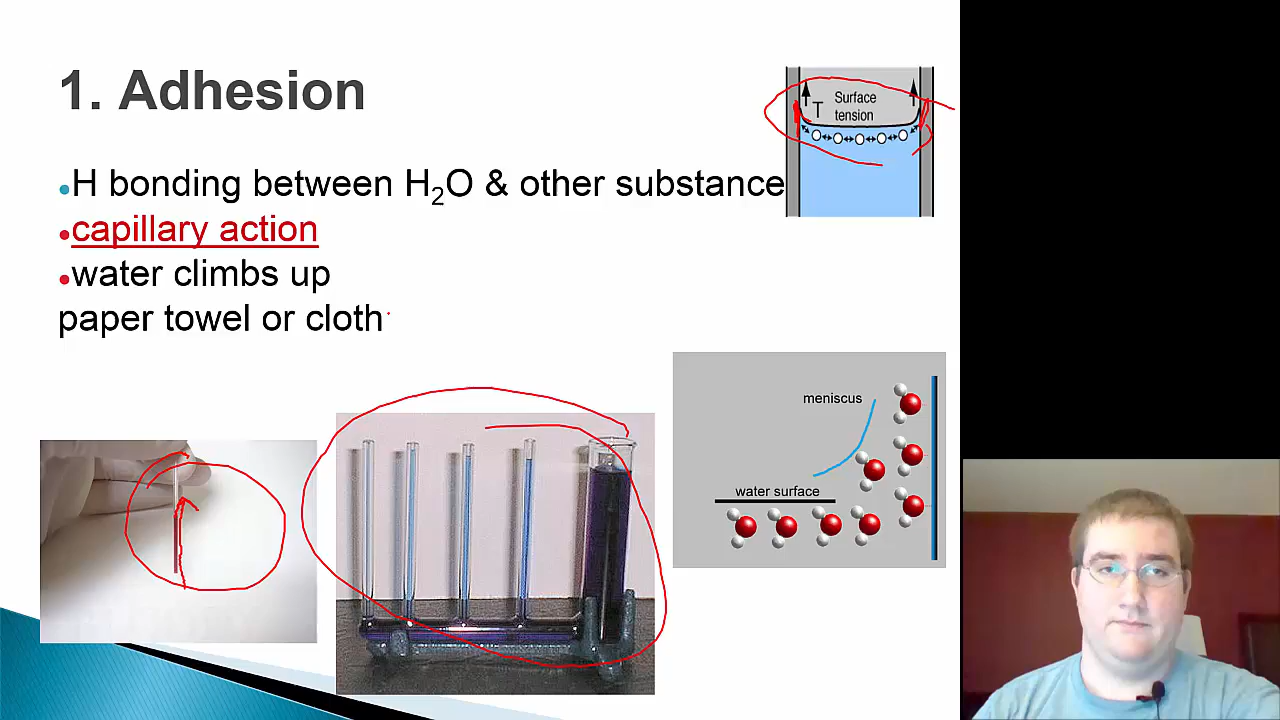 1. Adhesion
●H bonding between H₂O & other substance
●capillary action
●water climbs up
paper towel or cloth
T
Surface
tension
meniscus
water surface